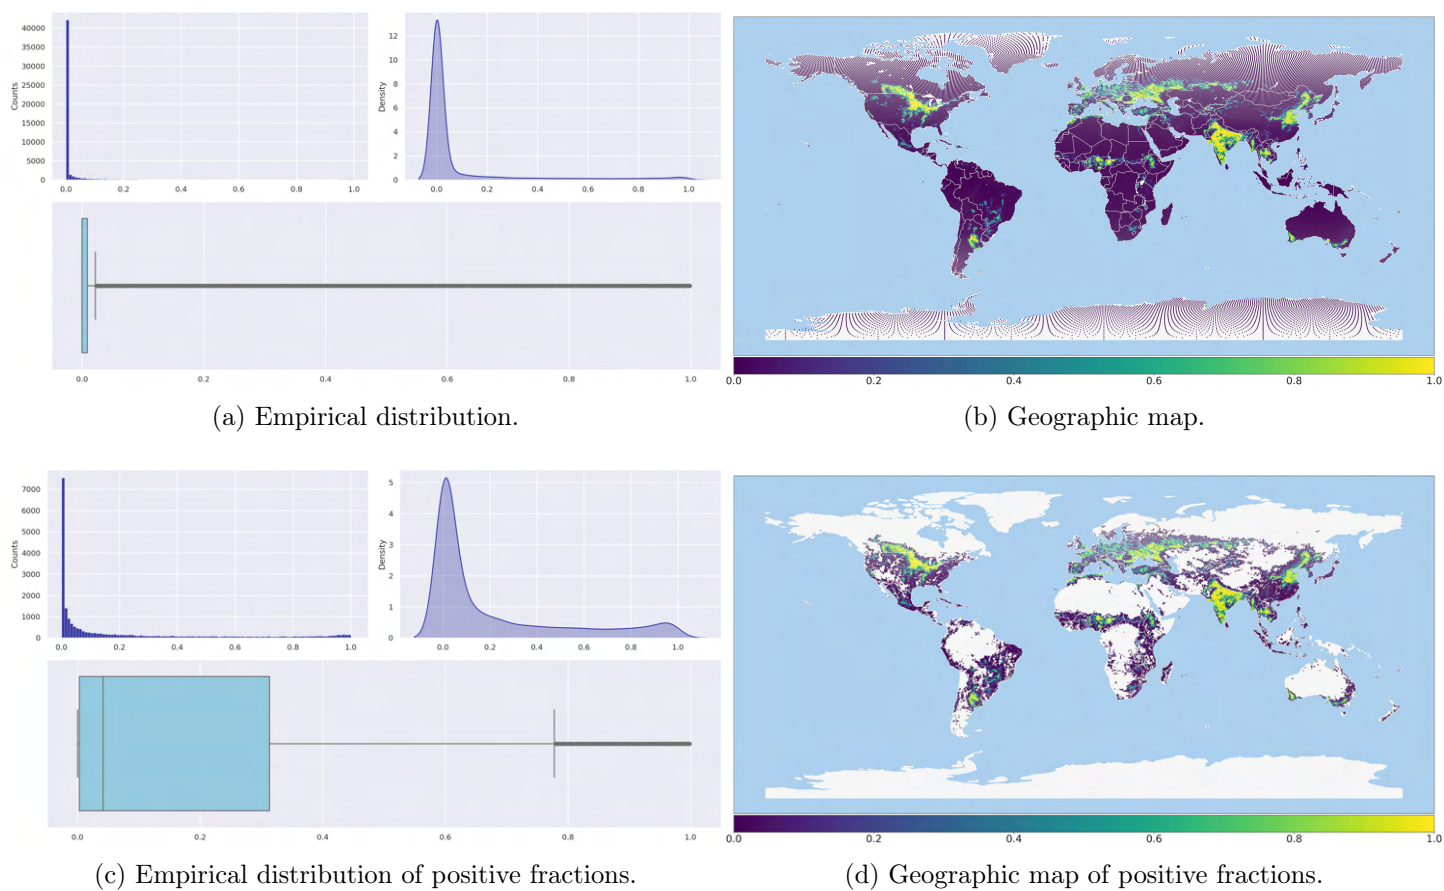 40000
35000
30000
25000
20000
15000
10000
5000
0
Counts
0.0 0.2 0.4 0.6 0.8 1.0
12
10
8
6
4
2
0
Density
0.0 0.2 0.4 0.6 0.8 1.0
0.0 0.2 0.4 0.6 0.8 1.0
0.0 0.2 0.4 0.6 0.8 1.0
(a) Empirical distribution.
(b) Geographic map.
7000
6000
5000
4000
3000
2000
1000
0
Counts
0.0 0.2 0.4 0.6 0.8 1.0
5
4
3
2
1
0
Density
0.0 0.2 0.4 0.6 0.8 1.0
0.0 0.2 0.4 0.6 0.8 1.0
0.0 0.2 0.4 0.6 0.8 1.0
(c) Empirical distribution of positive fractions.
(d) Geographic map of positive fractions.